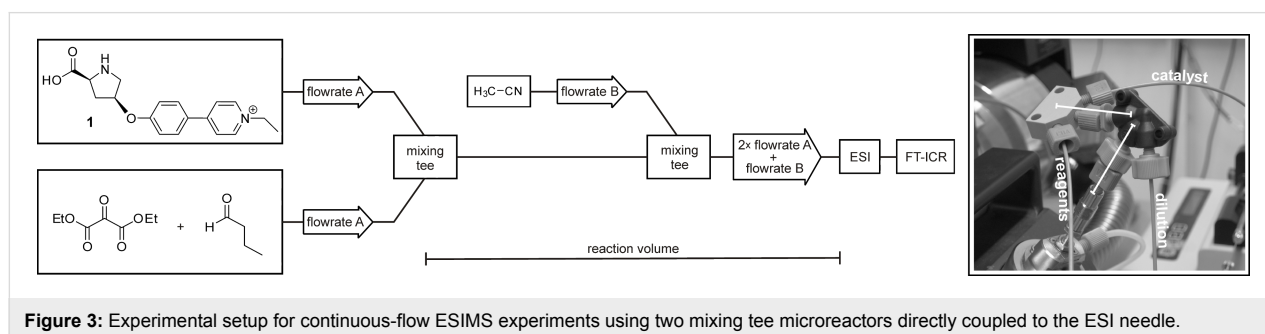 O
HO
NH
1
O
N
+
flowrate A
H₃C–CN
flowrate B
mixing
tee
mixing
tee
2x flowrate A
+
flowrate B
ESI
FT-ICR
O
EtO
OEt
O
O
+
O
H
flowrate A
reaction volume
catalyst
reagents
dilution
Figure 3: Experimental setup for continuous-flow ESIMS experiments using two mixing tee microreactors directly coupled to the ESI needle.